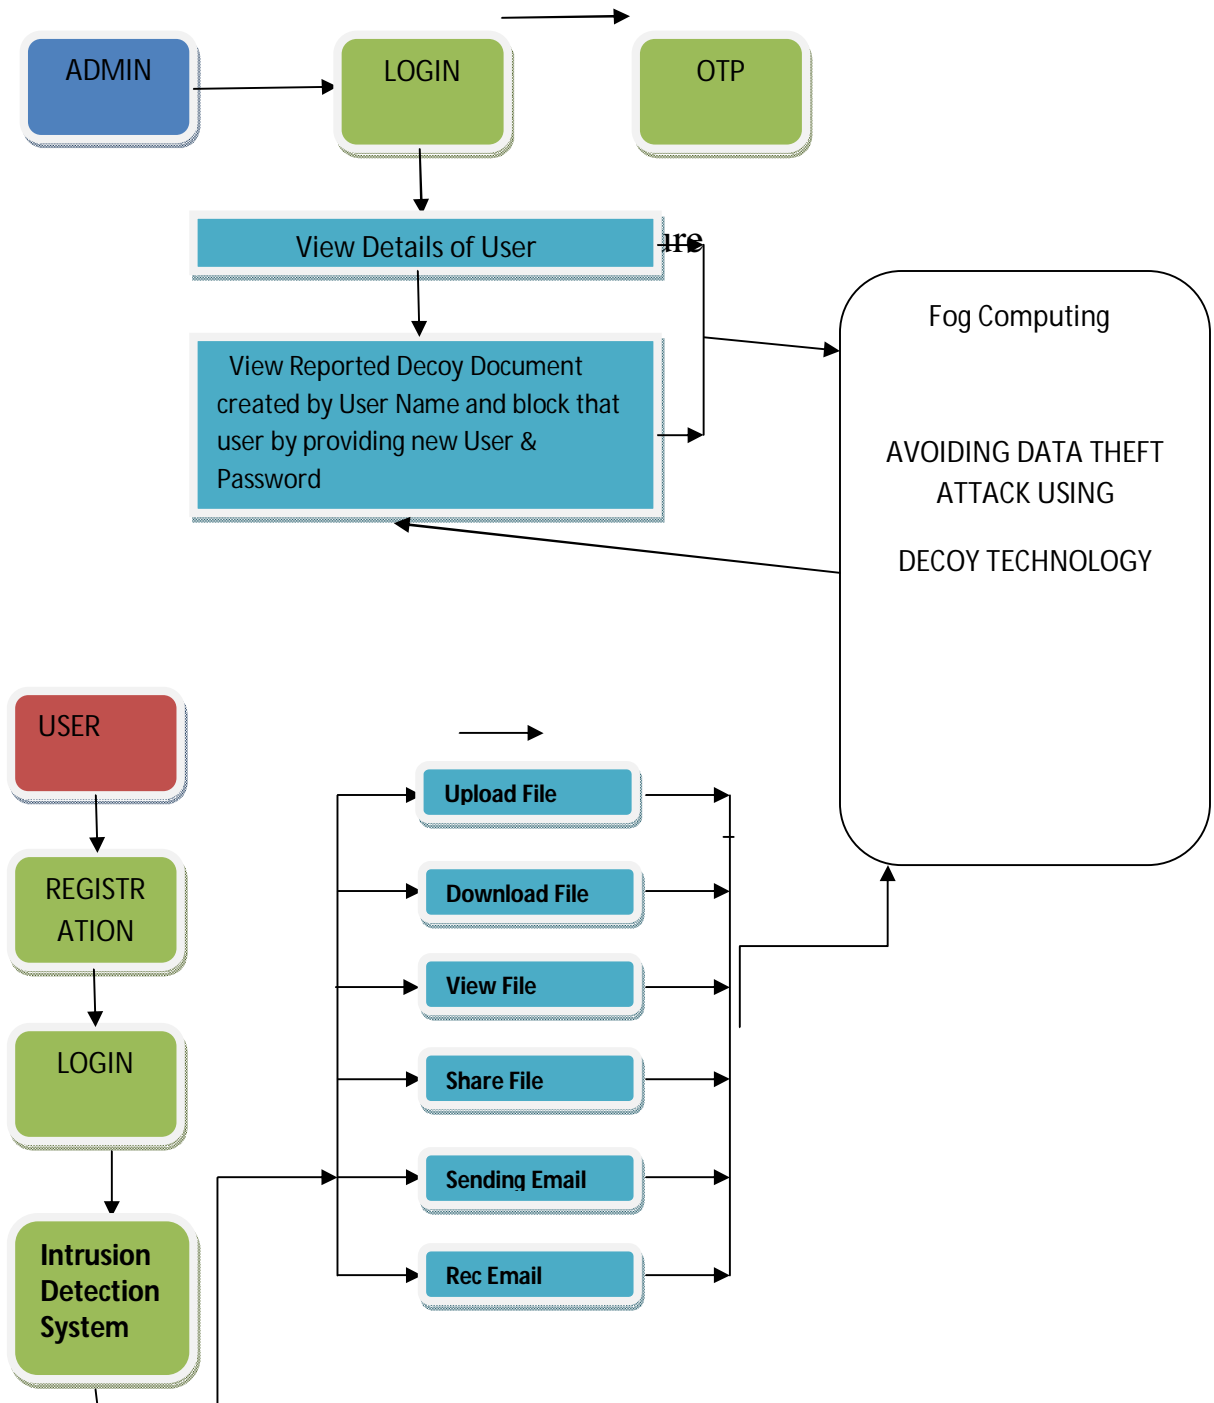 ADMIN
LOGIN
OTP
View Details of User
ure
View Reported Decoy Document
created by User Name and block that
user by providing new User &
Password
Fog Computing
AVOIDING DATA THEFT
ATTACK USING
DECOY TECHNOLOGY
USER
REGISTR
ATION
LOGIN
Intrusion
Detection
System
Upload File
Download File
View File
Share File
Sending Email
Rec Email